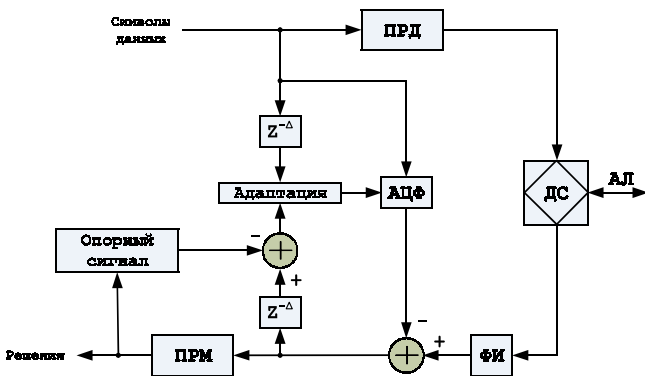 Символы
данных
ПРД
Z-Δ
Адаптация
АЦФ
ДС
АЛ
Опорный
сигнал
-
+
Z-Δ
-
+
Решения
ПРМ
ФИ